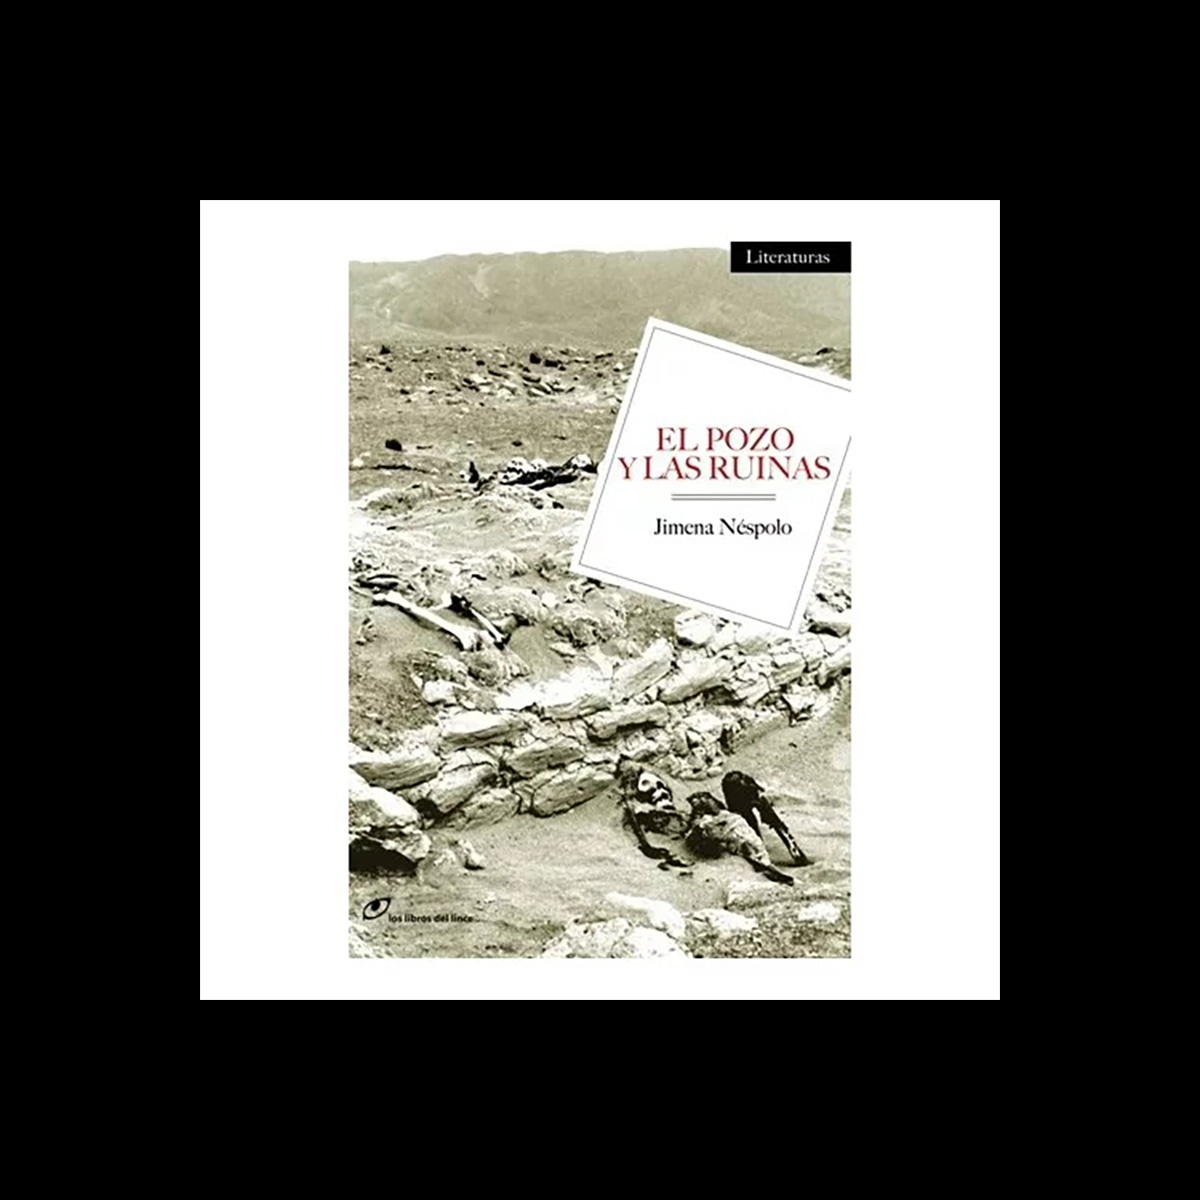 Literaturas
EL POZO
Y LAS RUINAS
Jimena Néspolo
los libros del lince